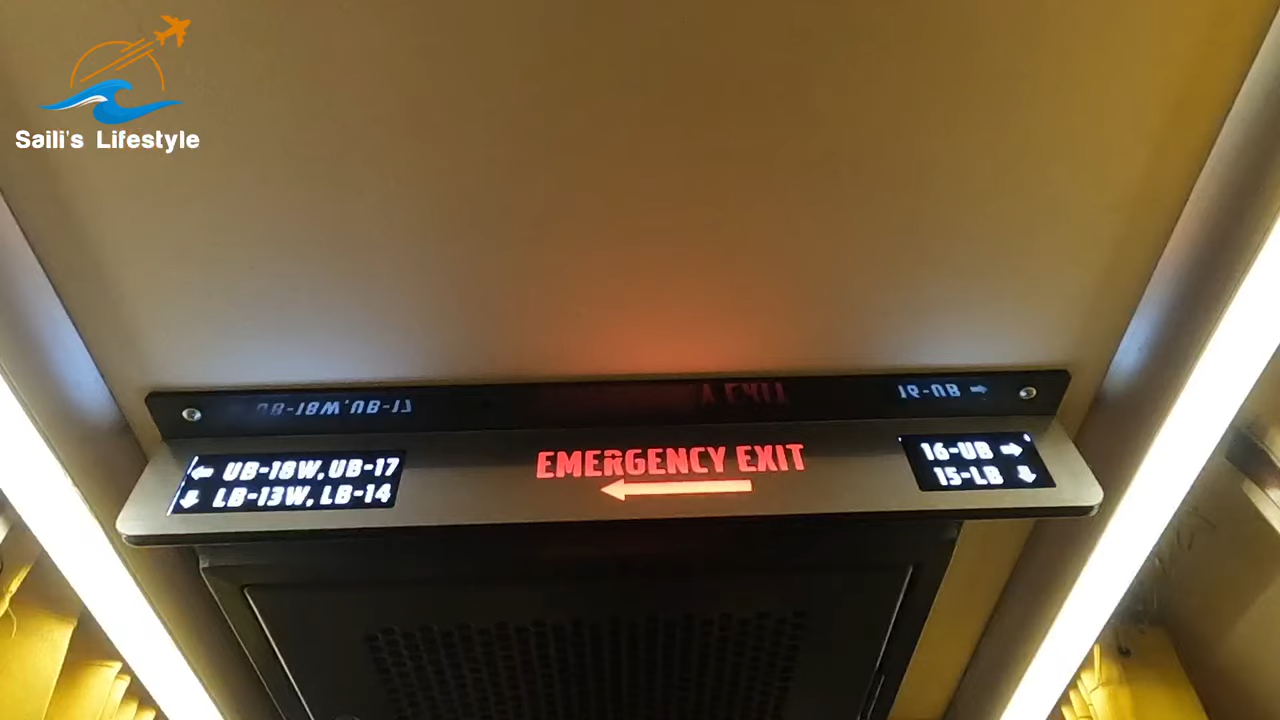 Saili's Lifestyle
← UB-18W, UB-17
↓ LB-13W, LB-14
EMERGENCY EXIT
←
16-UB →
15-LB ↓